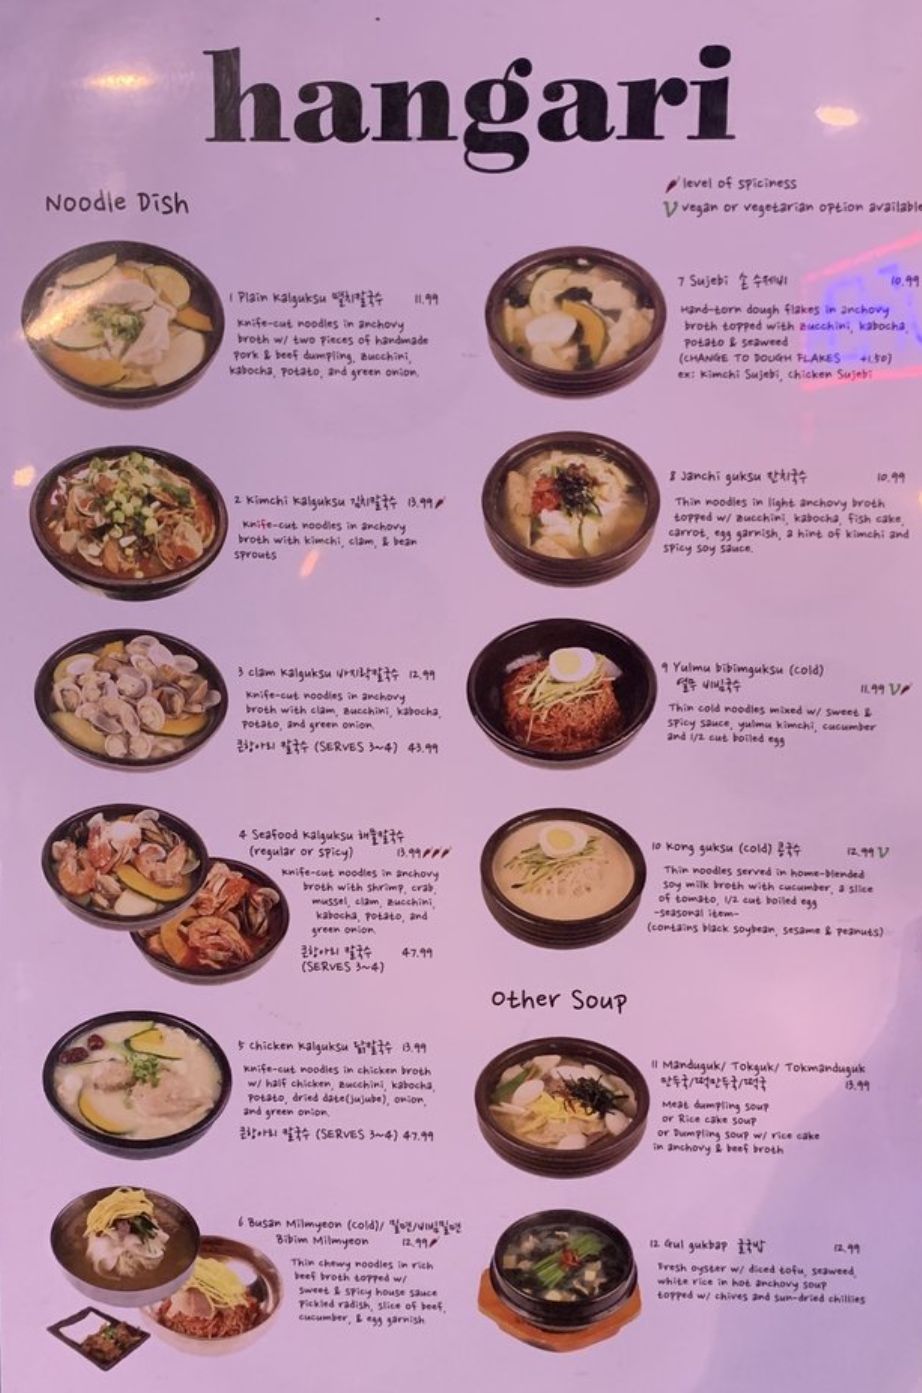 hangari
level of spiciness
V vegan or vegetarian option available
Noodle Dish
1 Plain Kalguksu 멸치칼국수 11.99
Knife-cut noodles in anchovy
broth w/ two pieces of handmade
pork & beef dumpling, zucchini,
kabocha, potato, and green onion.
2 Kimchi Kalguksu 김치칼국수 13.99
Knife-cut noodles in anchovy
broth with kimchi, clam, & bean
sprouts
3 Clam Kalguksu 바지락칼국수 12.99
Knife-cut noodles in anchovy
broth with clam, zucchini, kabocha,
potato, and green onion.
큰항아리 칼국수 (SERVES 3~4) 43.99
4 Seafood Kalguksu 해물칼국수
(regular or spicy) 13.99
Knife-cut noodles in anchovy
broth with shrimp, crab,
mussel, clam, zucchini,
kabocha, potato, and
green onion.
큰항아리 칼국수 47.99
(SERVES 3~4)
5 Chicken Kalguksu 닭칼국수 13.99
Knife-cut noodles in chicken broth
w/ half chicken, zucchini, kabocha,
potato, dried date(jujube), onion,
and green onion.
큰항아리 칼국수 (SERVES 3~4) 47.99
6 Busan Milmyeon (cold)/ 밀면/비빔밀면
Bibim Milmyeon 12.99
Thin chewy noodles in rich
beef broth topped w/
sweet & spicy house sauce
pickled radish, slice of beef,
cucumber, & egg garnish
7 Sujebi 손 수제비 10.99
Hand-torn dough flakes in anchovy
broth topped with zucchini, kabocha,
potato & seaweed
(CHANGE TO DOUGH FLAKES +1.50)
ex: Kimchi Sujebi, Chicken Sujebi
8 Janchi guksu 잔치국수 10.99
Thin noodles in light anchovy broth
topped w/ zucchini, kabocha, fish cake,
carrot, egg garnish, a hint of kimchi and
spicy soy sauce.
9 Yulmu bibimguksu (cold)
열무 비빔국수 11.99 V
Thin cold noodles mixed w/ sweet &
spicy sauce, yulmu kimchi, cucumber
and 1/2 cut boiled egg
10 Kong guksu (cold) 콩국수 12.99 V
Thin noodles served in home-blended
soy milk broth with cucumber, a slice
of tomato, 1/2 cut boiled egg
-seasonal item-
(contains black soybean, sesame & peanuts)
Other Soup
11 Manduguk/ Tokguk/ Tokmanduguk
만두국/떡만두국/떡국 13.99
Meat dumpling soup
or Rice cake soup
or Dumpling soup w/ rice cake
in anchovy & beef broth
12 Gul gukbap 굴국밥 12.99
Fresh oyster w/ diced tofu, seaweed,
white rice in hot anchovy soup
topped w/ chives and sun-dried chillies